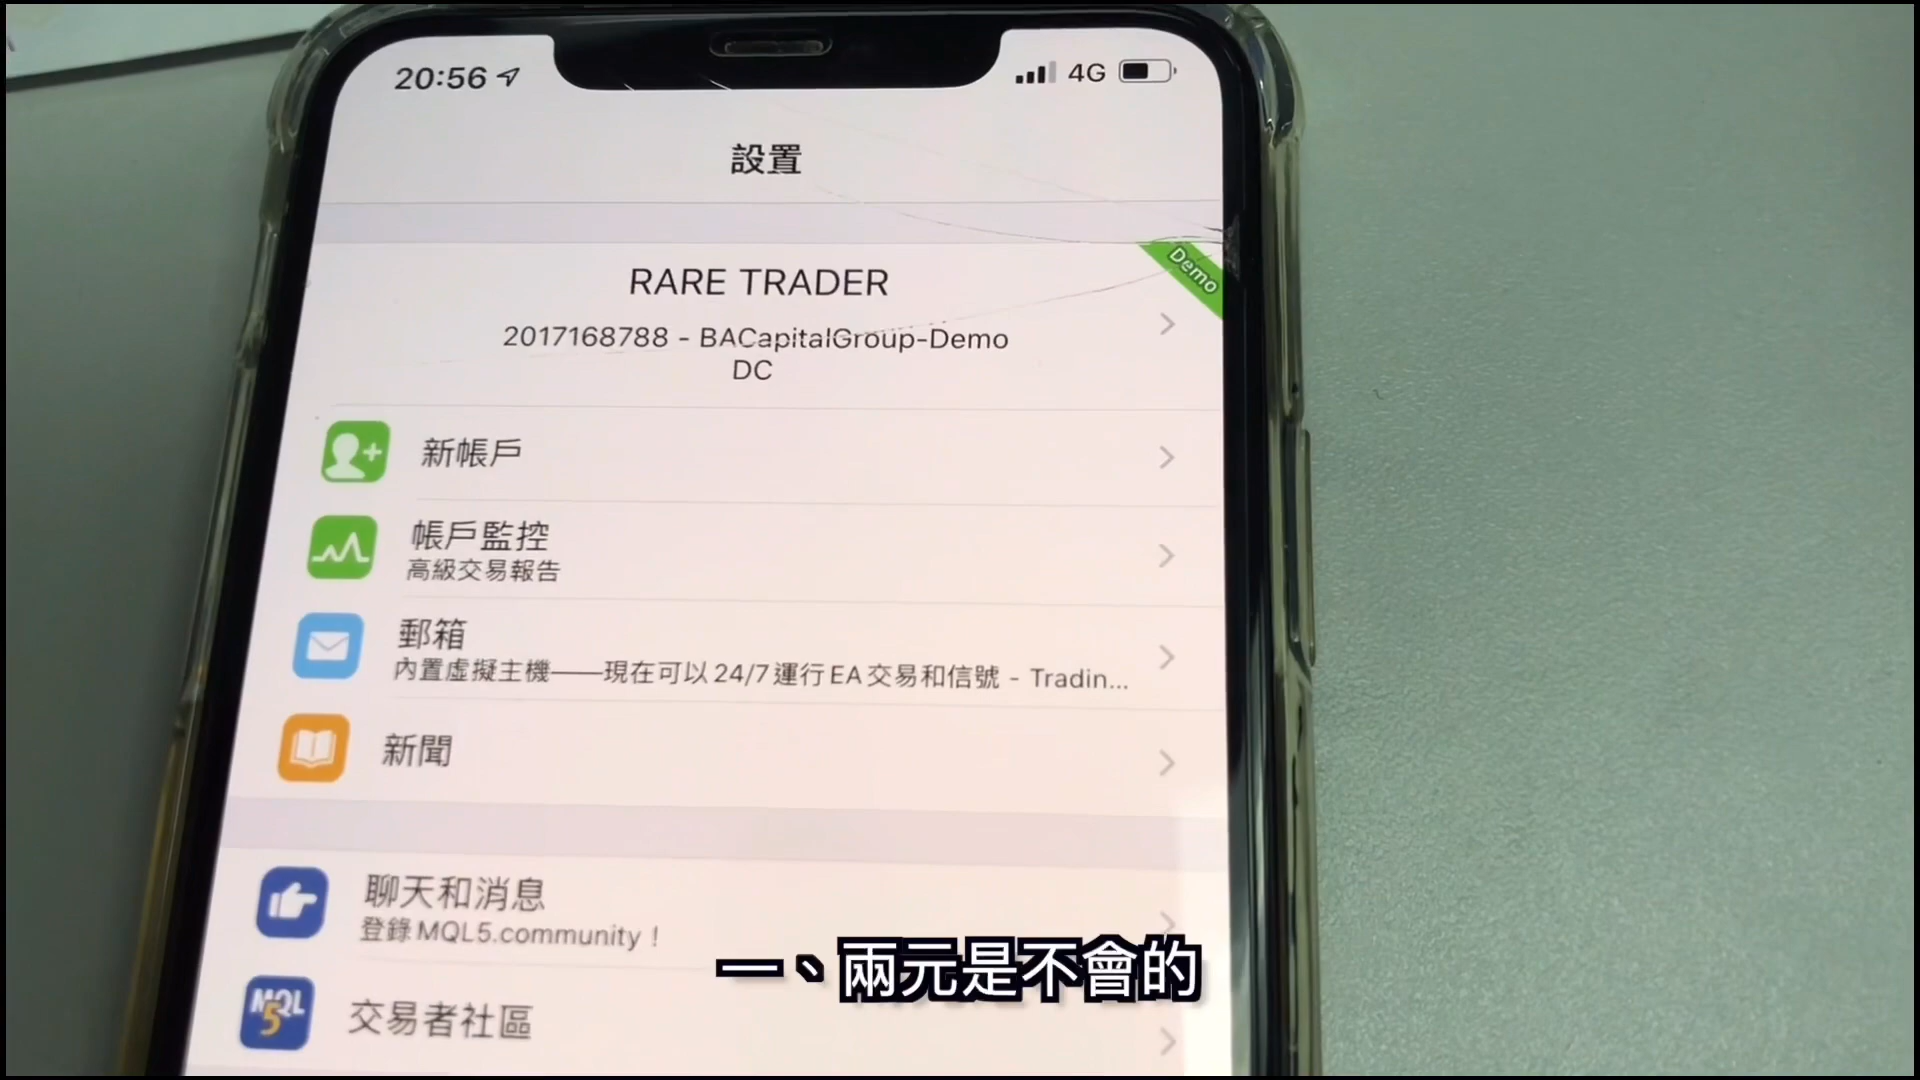 20:56
4G
設置
Demo
RARE TRADER
2017168788 - BACapitalGroup-Demo
DC
新帳戶
帳戶監控
高級交易報告
郵箱
內置虛擬主機——現在可以24/7運行EA交易和信號 - Tradin...
新聞
聊天和消息
登錄MQL5.community！
一、兩元是不會的
MQL
5
交易者社區